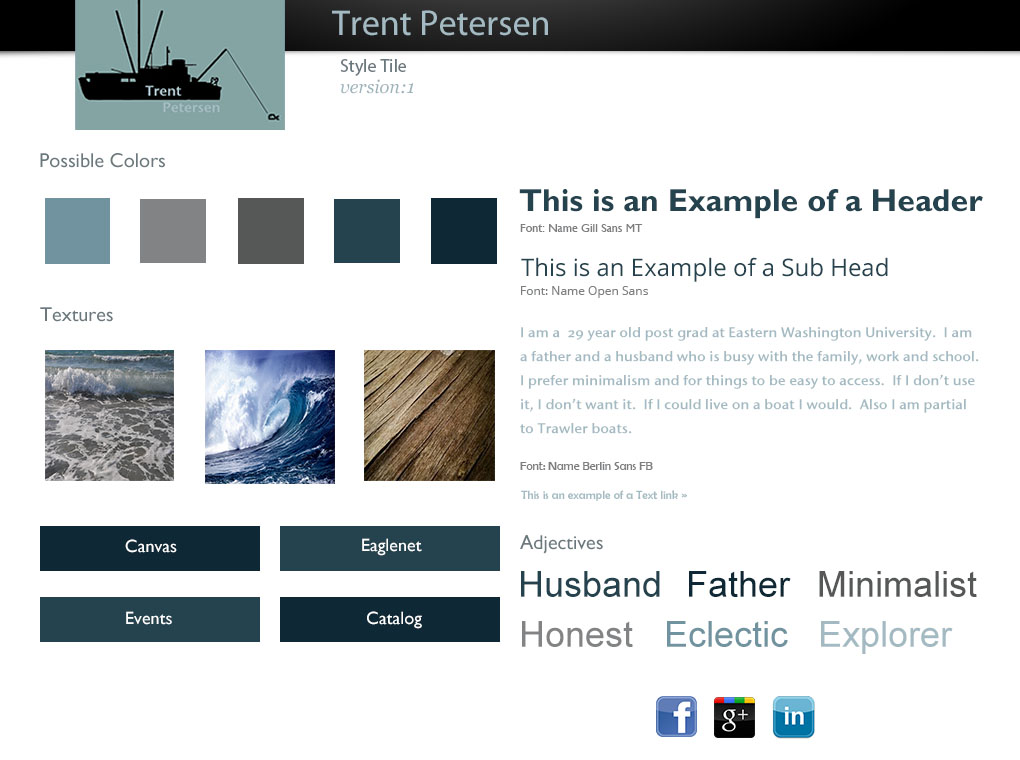 Trent Petersen
Trent
Petersen
Style Tile
version:1
Possible Colors
Textures
Canvas
Eaglenet
Events
Catalog
This is an Example of a Header
Font: Name Gill Sans MT
This is an Example of a Sub Head
Font: Name Open Sans
I am a  29 year old post grad at Eastern Washington University.  I am
a father and a husband who is busy with the family, work and school.
I prefer minimalism and for things to be easy to access.  If I don't use
it, I don't want it.  If I could live on a boat I would.  Also I am partial
to Trawler boats.
Font: Name Berlin Sans FB
This is an example of a Text link »
Adjectives
Husband Father Minimalist
Honest Eclectic Explorer
f g+ in